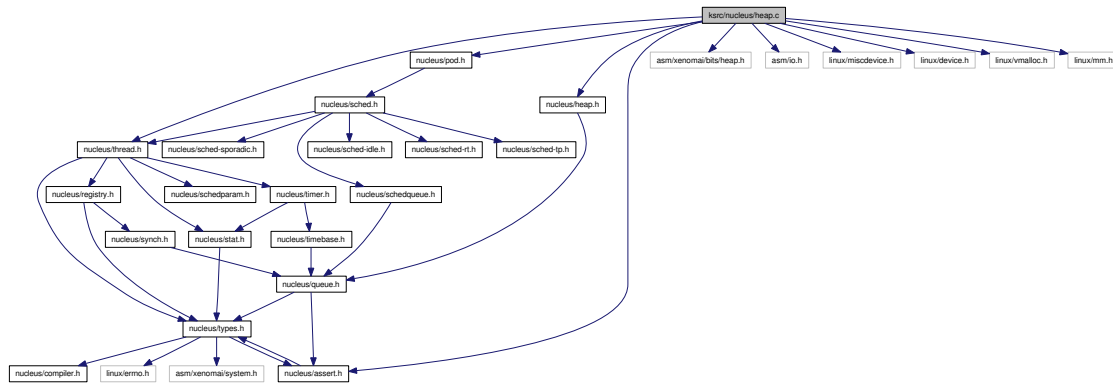 ksrc/nucleus/heap.c
nucleus/pod.h
asm/xenomai/bits/heap.h
asm/io.h
linux/miscdevice.h
linux/device.h
linux/vmalloc.h
linux/mm.h
nucleus/sched.h
nucleus/heap.h
nucleus/thread.h
nucleus/sched-sporadic.h
nucleus/sched-idle.h
nucleus/sched-rt.h
nucleus/sched-tp.h
nucleus/registry.h
nucleus/schedparam.h
nucleus/timer.h
nucleus/schedqueue.h
nucleus/synch.h
nucleus/stat.h
nucleus/timebase.h
nucleus/queue.h
nucleus/types.h
nucleus/compiler.h
linux/errno.h
asm/xenomai/system.h
nucleus/assert.h